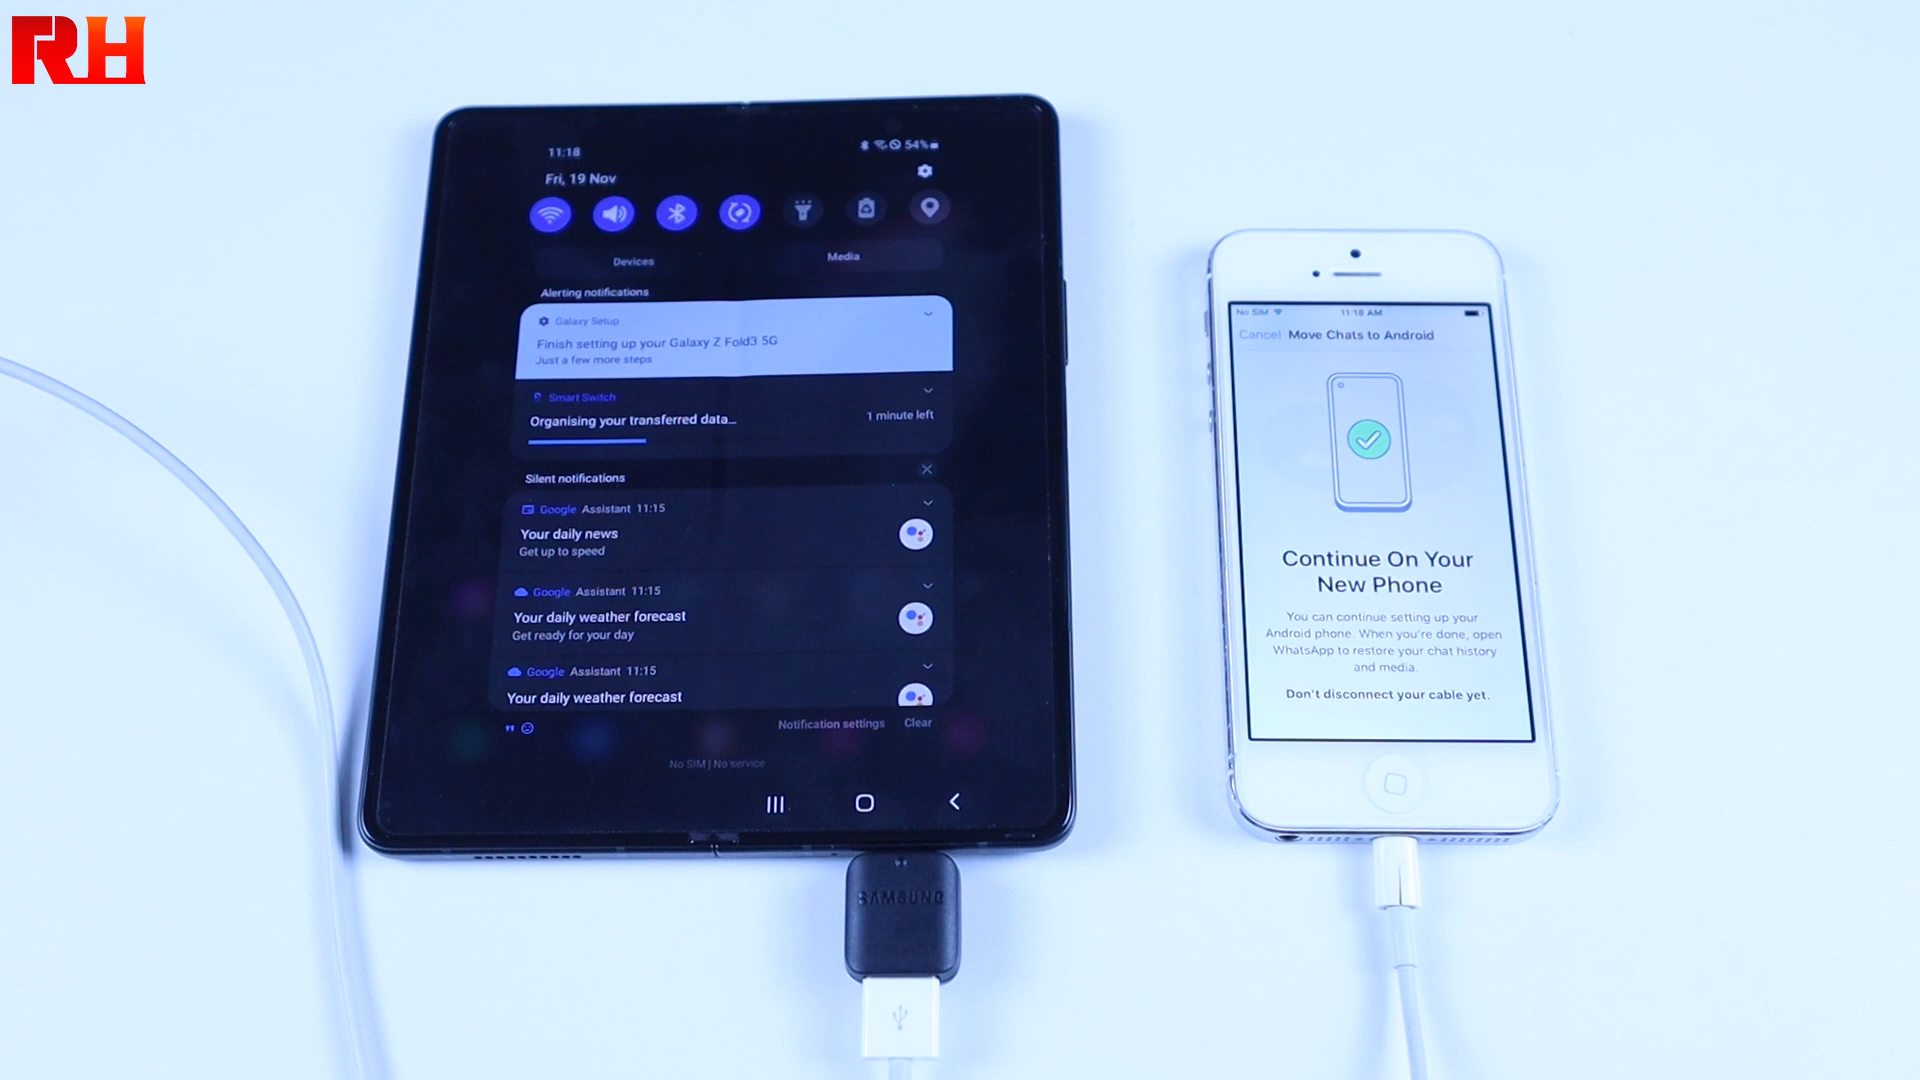 RH
11:18
54%
Fri, 19 Nov
Devices
Media
Alerting notifications
Galaxy Setup
Finish setting up your Galaxy Z Fold3 5G
Just a few more steps
Smart Switch
Organising your transferred data...
1 minute left
Silent notifications
Google Assistant 11:15
Your daily news
Get up to speed
Google Assistant 11:15
Your daily weather forecast
Get ready for your day
Google Assistant 11:15
Your daily weather forecast
Notification settings
Clear
No SIM | No service
SAMSUNG
No SIM
11:18 AM
Cancel
Move Chats to Android
Continue On Your
New Phone
You can continue setting up your
Android phone. When you're done, open
WhatsApp to restore your chat history
and media.
Don't disconnect your cable yet.